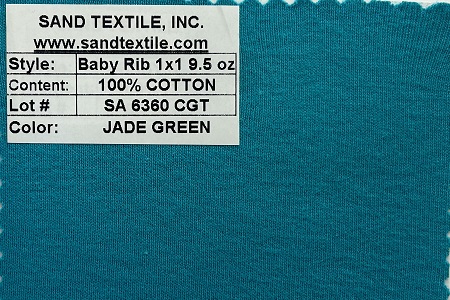 SAND TEXTILE, INC.
www.sandtextile.com
Style: Baby Rib 1x1 9.5 oz
Content: 100% COTTON
Lot # SA 6360 CGT
Color: JADE GREEN